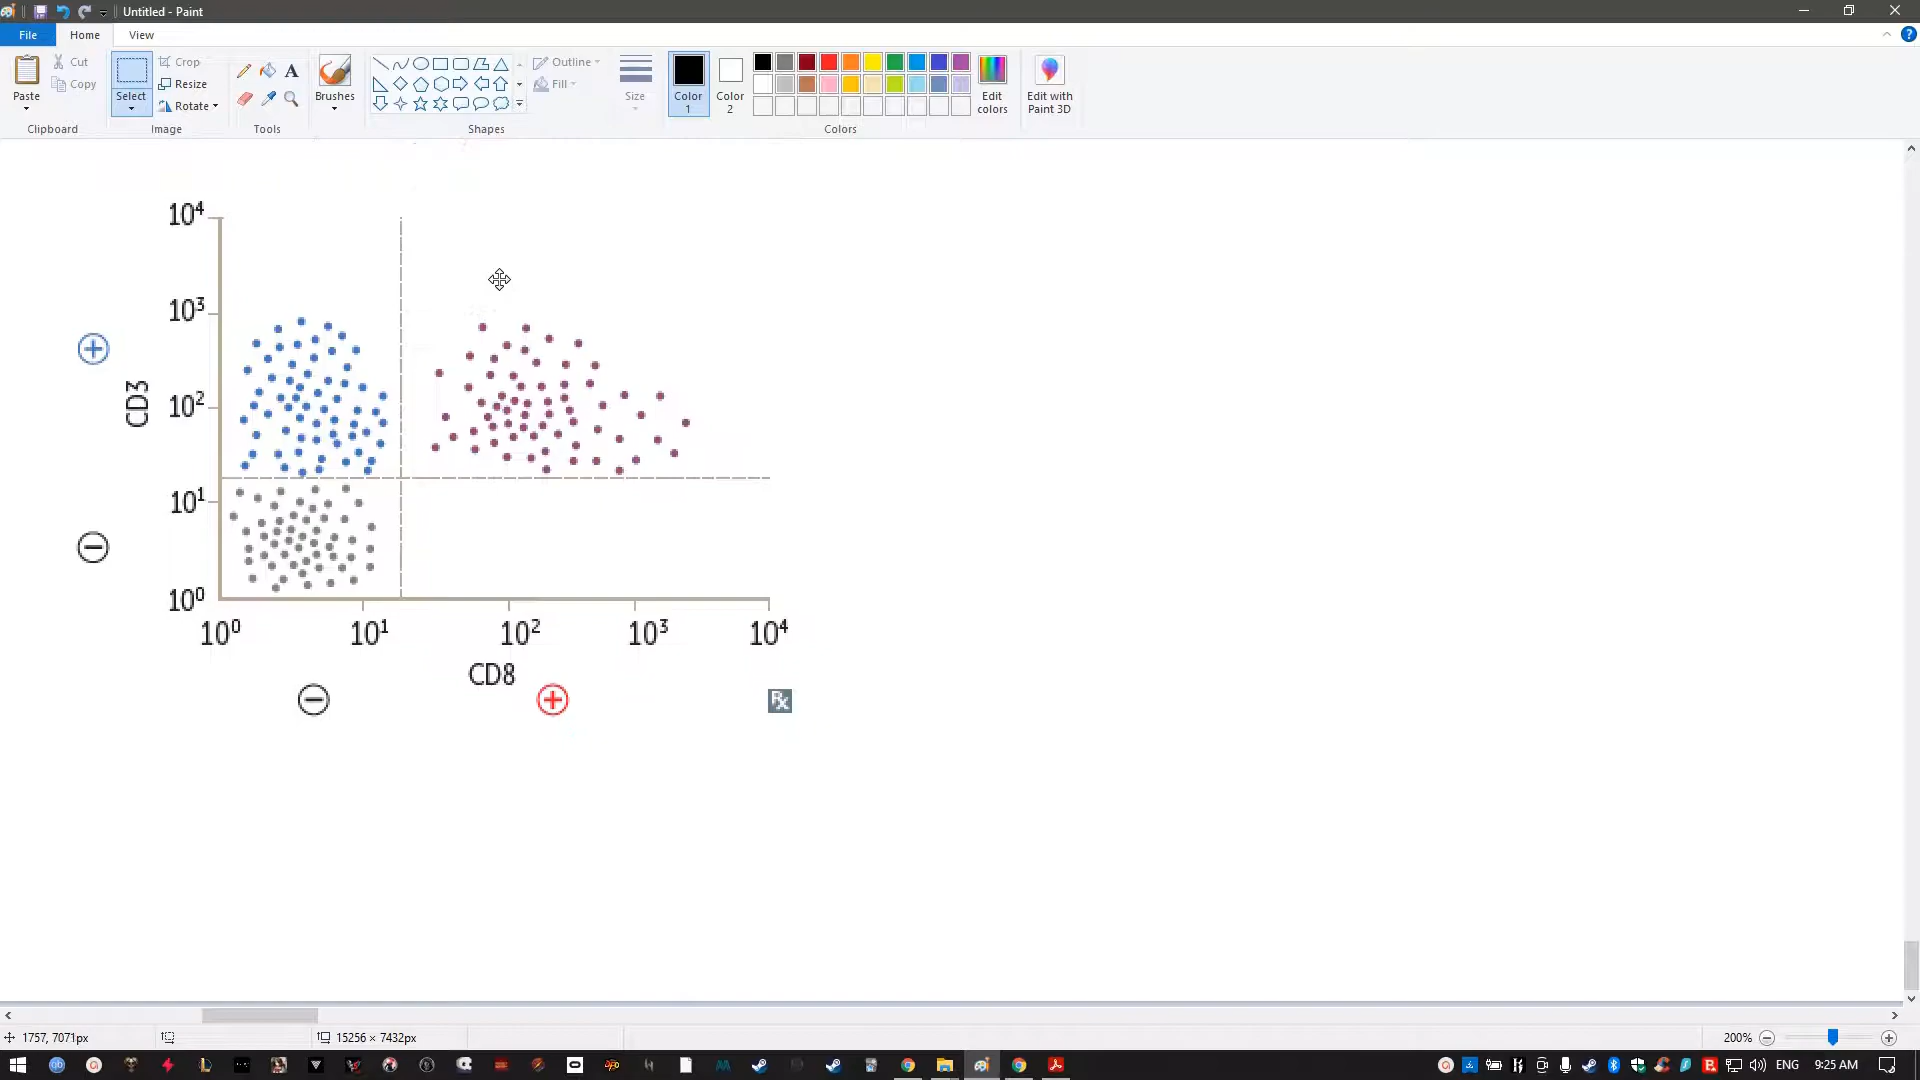 Untitled - Paint
File Home View
Paste
Cut
Copy
Clipboard
Select
Crop
Resize
Rotate
Image
A
Tools
Brushes
Shapes
Outline
Fill
Size
Color 1
Color 2
Colors
Edit colors
Edit with Paint 3D
10⁴
10³
10²
10¹
10⁰
CD3
10⁰ 10¹ 10² 10³ 10⁴
CD8
Rx
1757, 7071px
15256 × 7432px
200%
ENG
9:25 AM